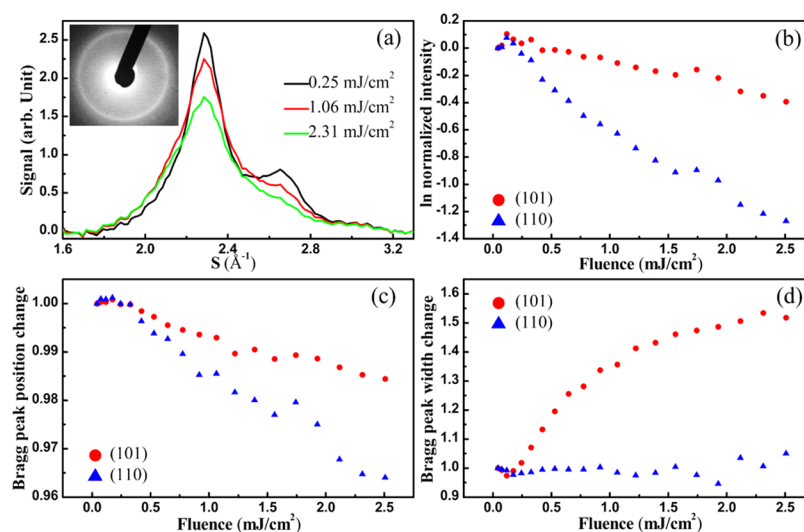 (a)
2.5
2.0
1.5
1.0
0.5
0.0
Signal (arb. Unit)
0.25 mJ/cm²
1.06 mJ/cm²
2.31 mJ/cm²
1.6 2.0 2.4 2.8 3.2
S (Å⁻¹)
(b)
0.2
0.0
-0.2
-0.4
-0.6
-0.8
-1.0
-1.2
-1.4
ln normalized intensity
(101)
(110)
0.0 0.5 1.0 1.5 2.0 2.5
Fluence (mJ/cm²)
(c)
1.00
0.99
0.98
0.97
0.96
Bragg peak position change
(101)
(110)
0.0 0.5 1.0 1.5 2.0 2.5
Fluence (mJ/cm²)
(d)
(101)
(110)
1.6
1.5
1.4
1.3
1.2
1.1
1.0
0.9
Bragg peak width change
0.0 0.5 1.0 1.5 2.0 2.5
Fluence (mJ/cm²)